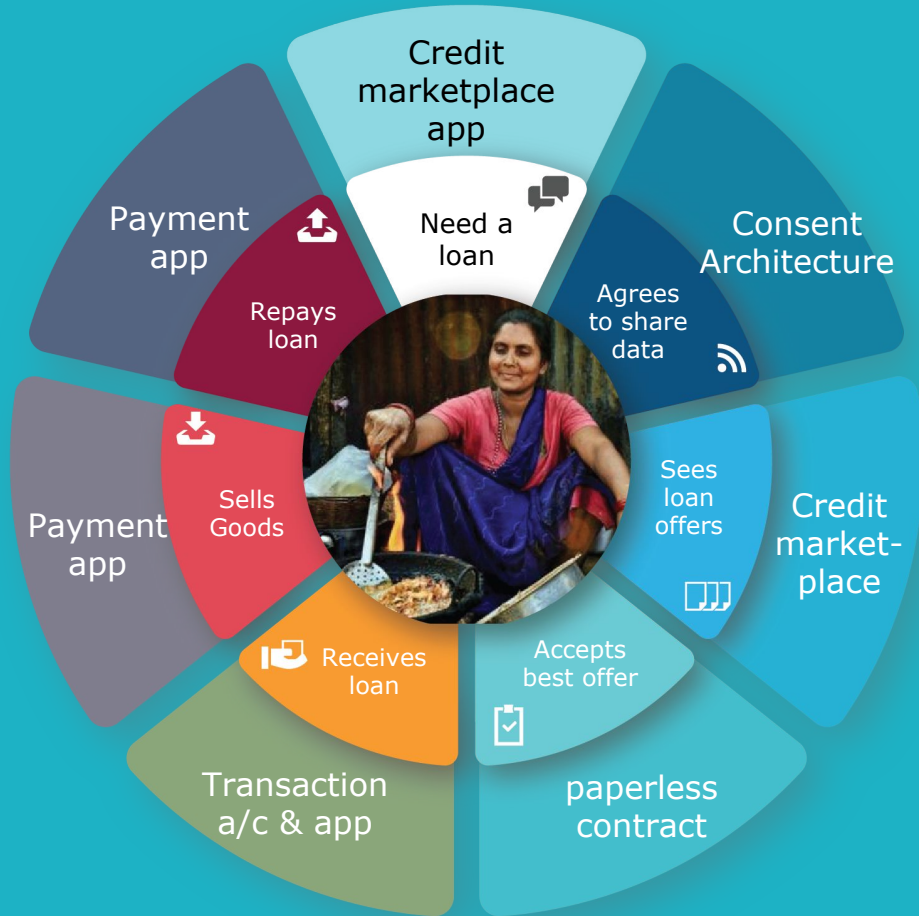 Credit
marketplace
app
Need a
loan
Consent
Architecture
Agrees
to share
data
Credit
market-
place
Sees
loan
offers
paperless
contract
Accepts
best offer
Transaction
a/c & app
Receives
loan
Payment
app
Sells
Goods
Payment
app
Repays
loan